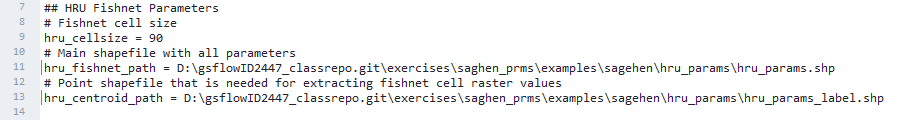 7 ## HRU Fishnet Parameters
8 # Fishnet cell size
9 hru_cellsize = 90
10 # Main shapefile with all parameters
11 hru_fishnet_path = D:\gsflowID2447_classrepo.git\exercises\saghen_prms\examples\sagehen\hru_params\hru_params.shp
12 # Point shapefile that is needed for extracting fishnet cell raster values
13 hru_centroid_path = D:\gsflowID2447_classrepo.git\exercises\saghen_prms\examples\sagehen\hru_params\hru_params_label.shp
14